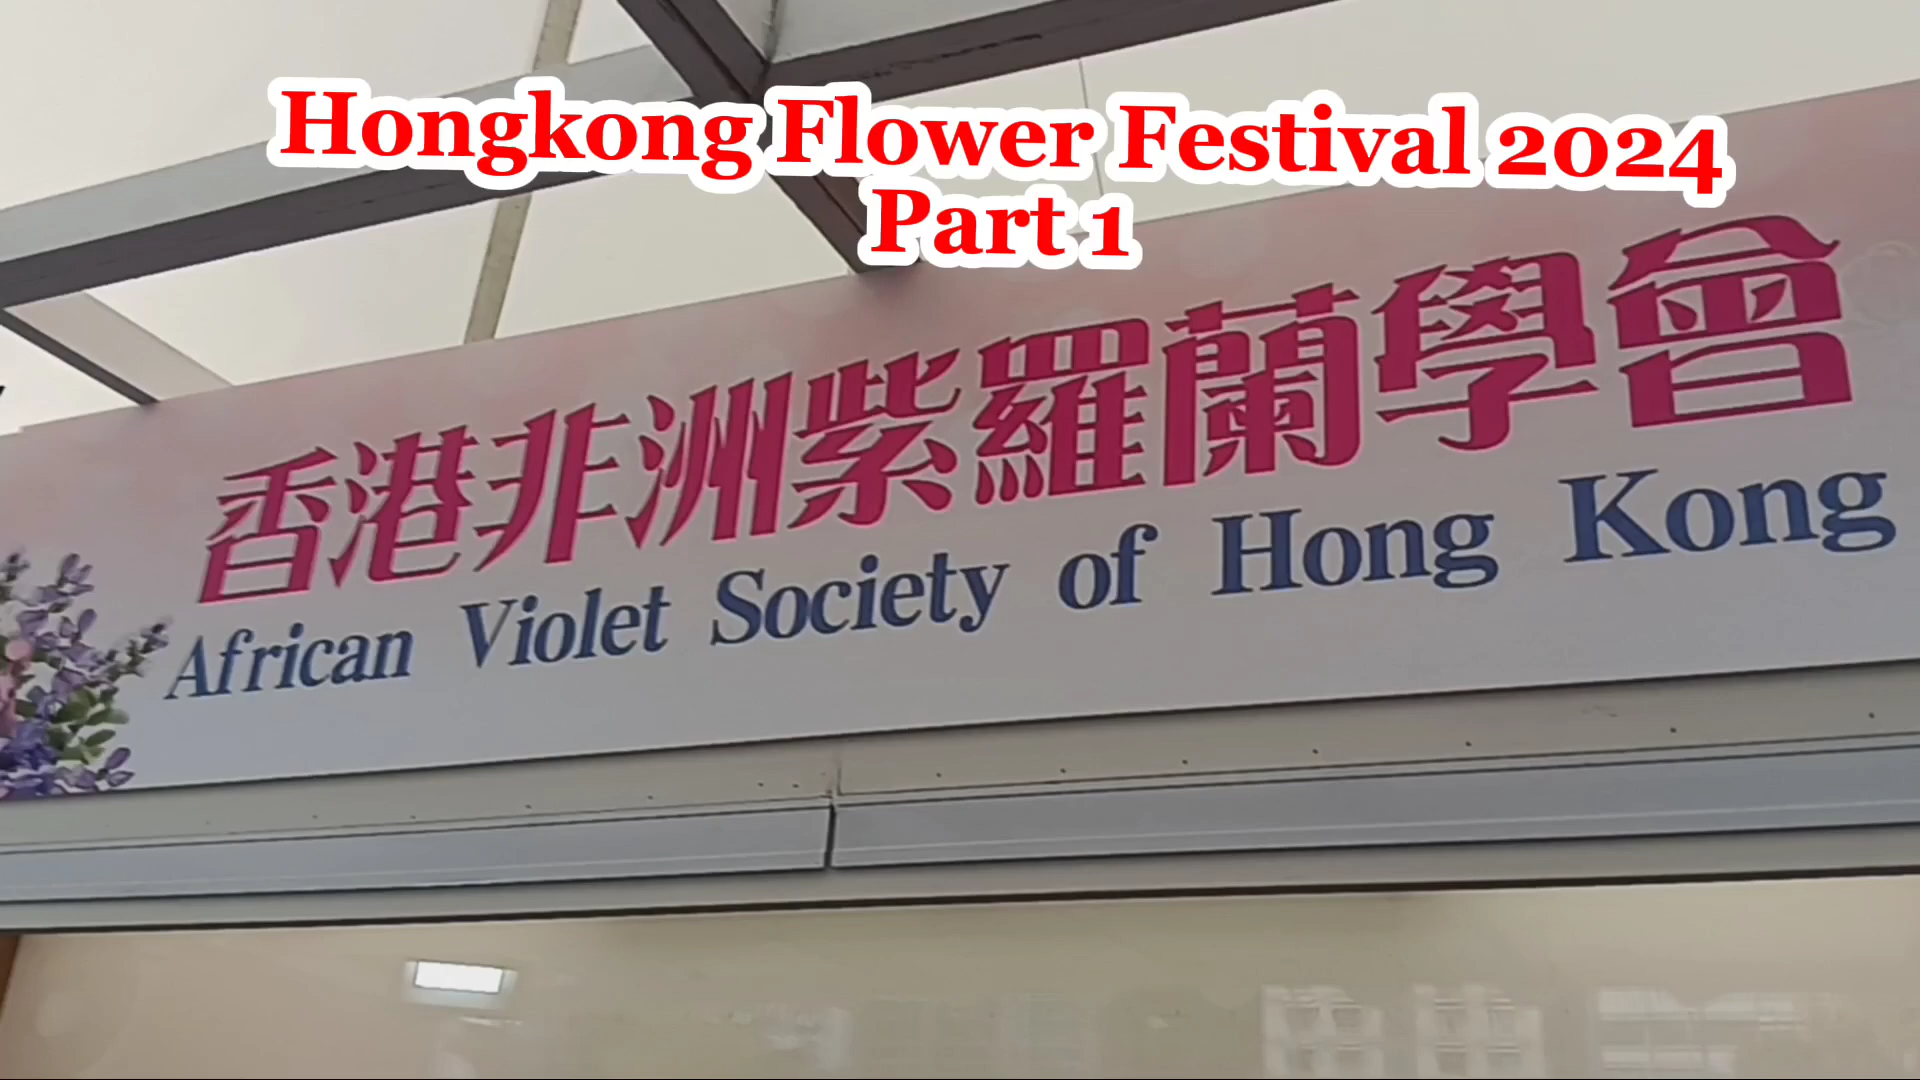 Hongkong Flower Festival 2024
Part 1
香港非洲紫羅蘭學會
African Violet Society of Hong Kong